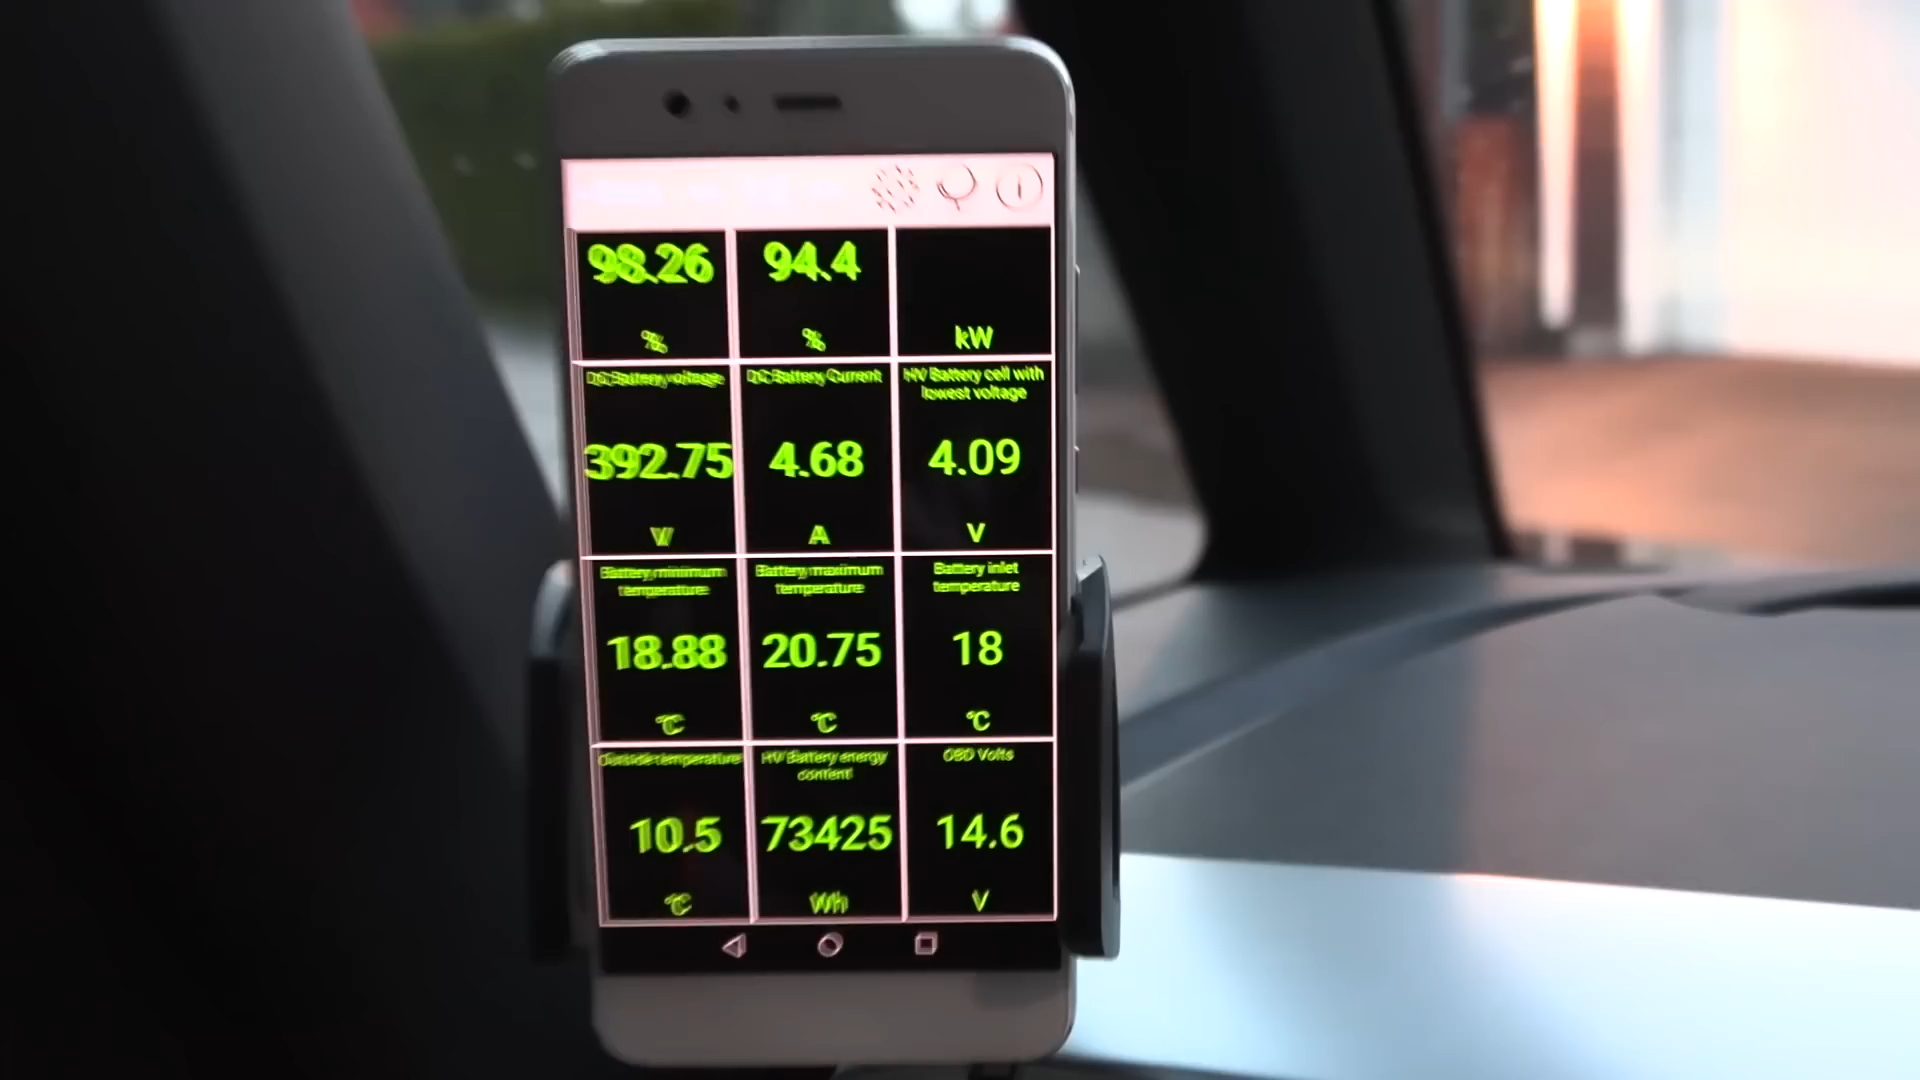 98.26 94.4
% % kW
DC Battery voltage DC Battery Current HV Battery cell with
lowest voltage
392.75 4.68 4.09
V A V
Battery minimum Battery maximum Battery inlet
temperature temperature temperature
18.88 20.75 18
°C °C °C
Outside temperature HV Battery energy OBD Volts
content
10.5 73425 14.6
°C Wh V